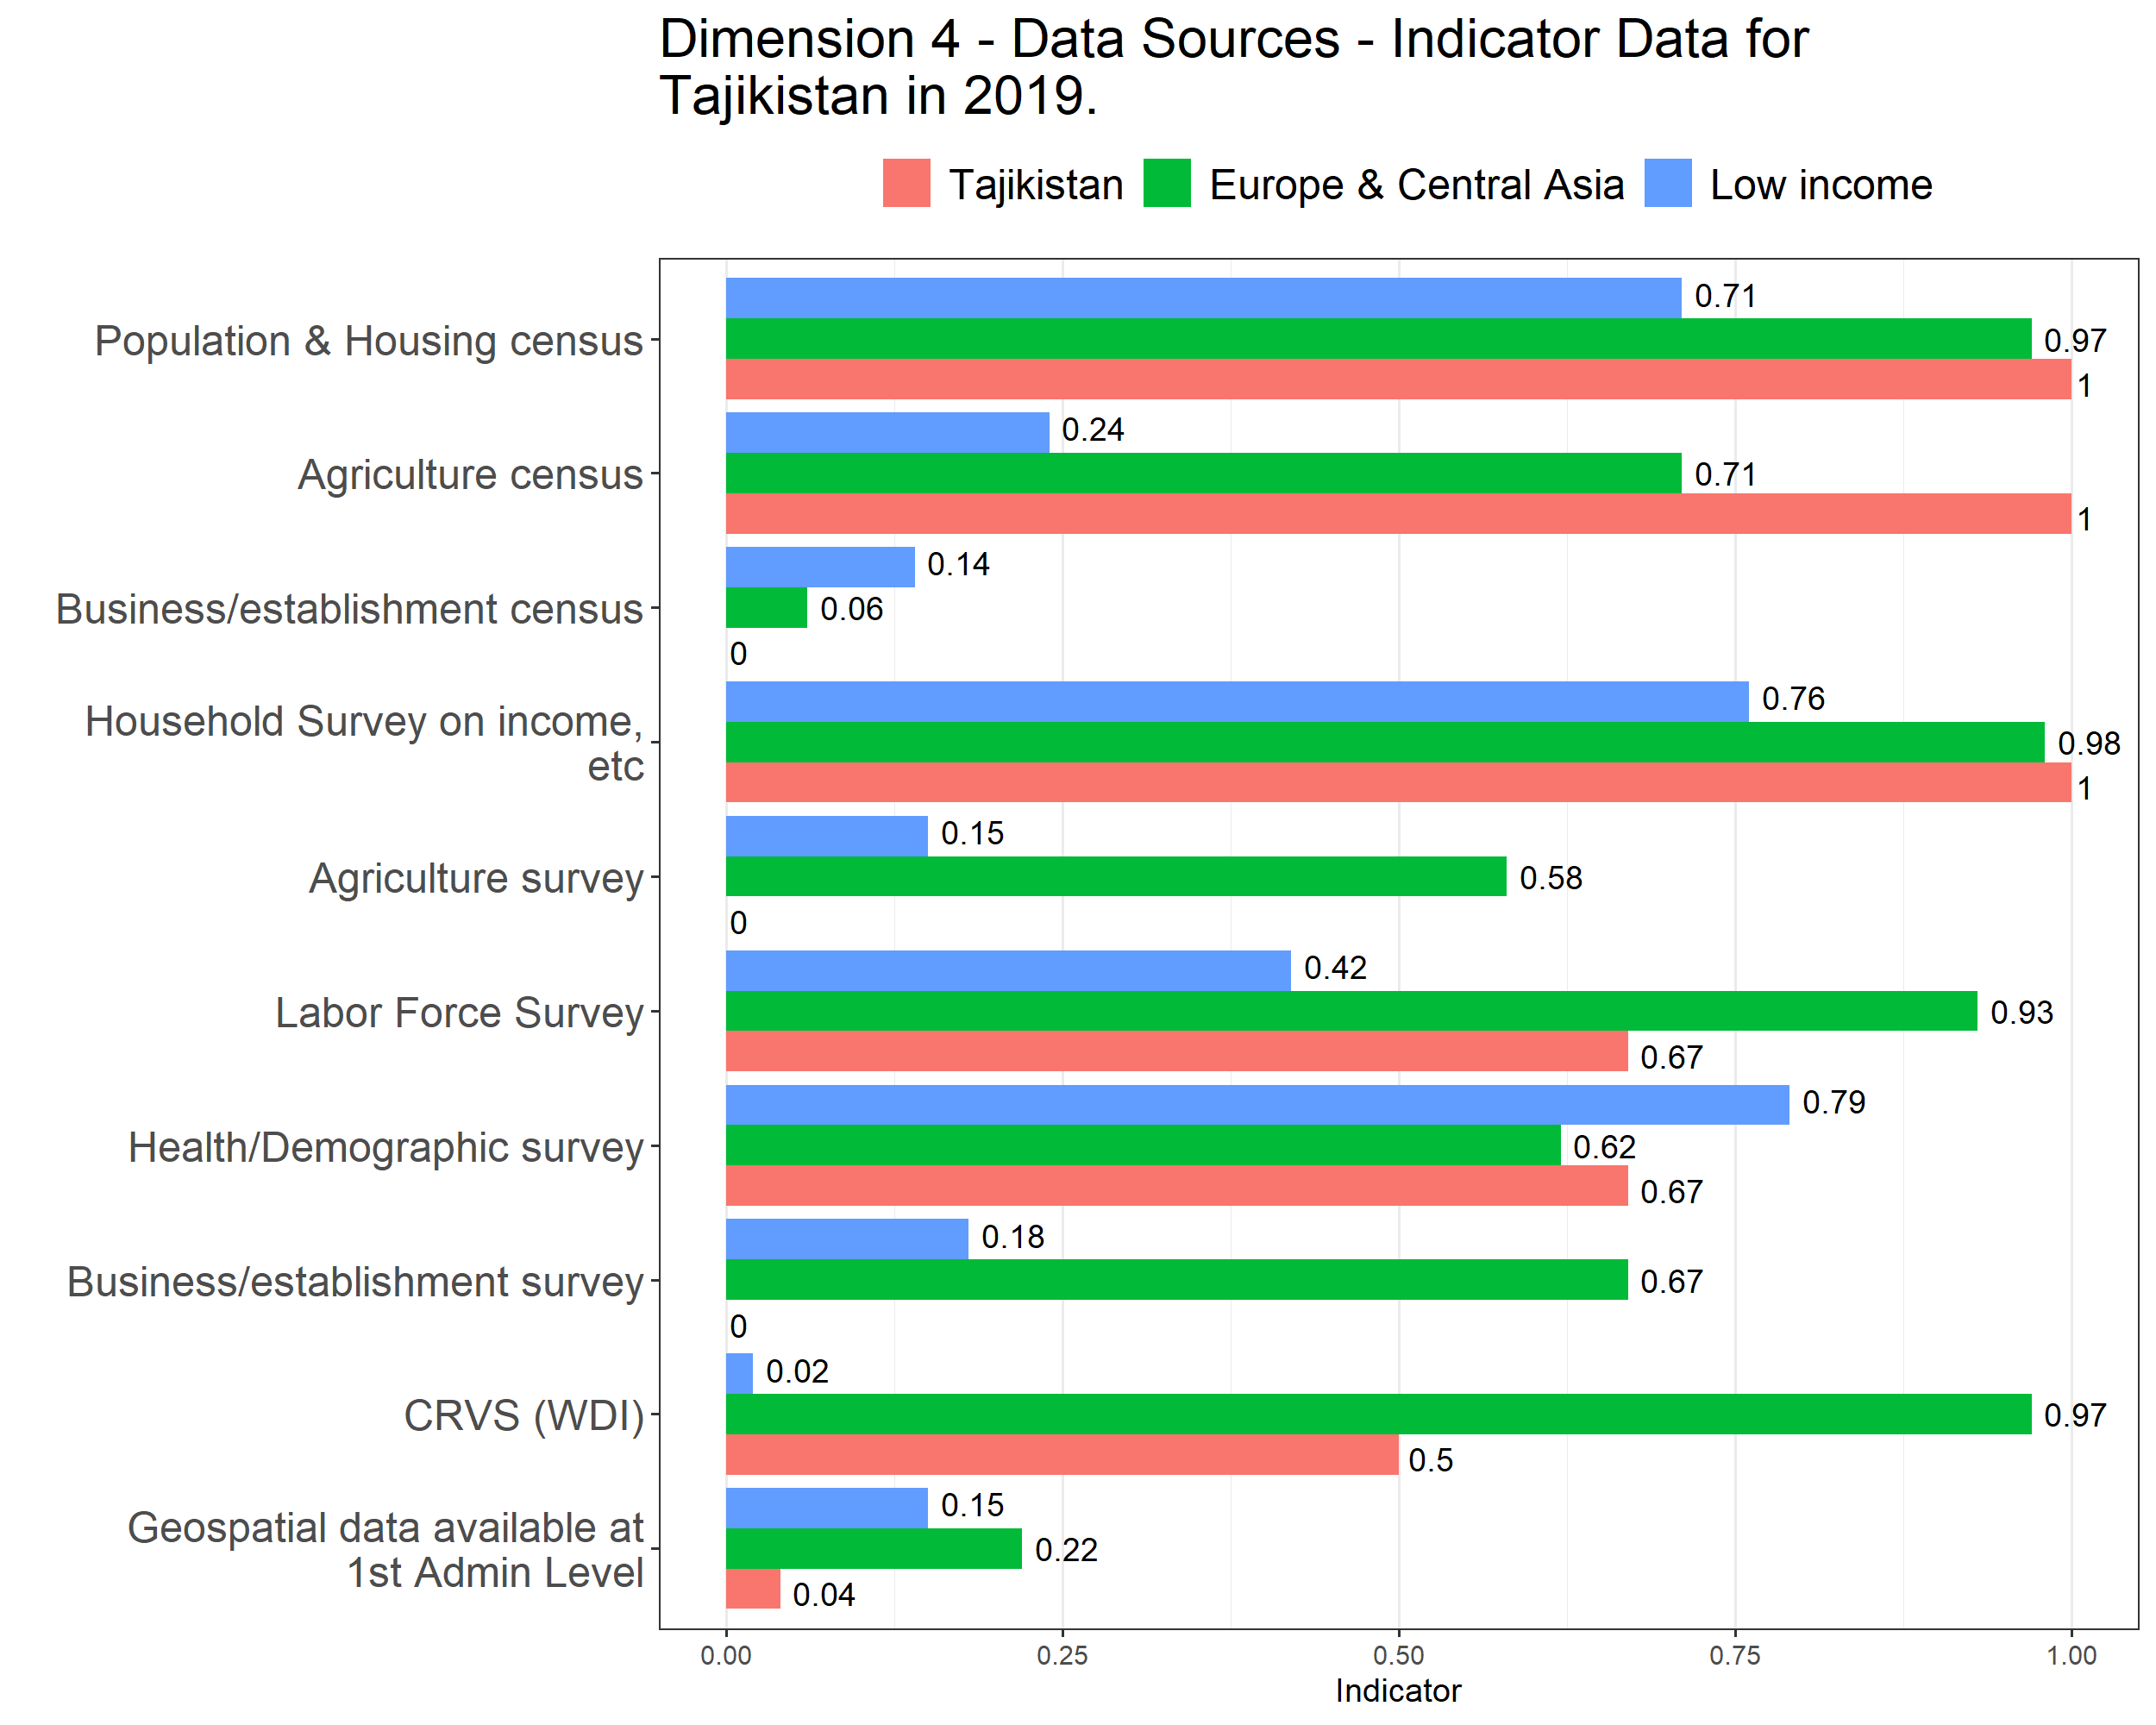 Dimension 4 - Data Sources - Indicator Data for
Tajikistan in 2019.
Tajikistan Europe & Central Asia Low income
Population & Housing census
0.71
0.97
1
Agriculture census
0.24
0.71
1
Business/establishment census
0.14
0.06
0
Household Survey on income,
etc
0.76
0.98
1
Agriculture survey
0.15
0.58
0
Labor Force Survey
0.42
0.93
0.67
Health/Demographic survey
0.79
0.62
0.67
Business/establishment survey
0.18
0.67
0
CRVS (WDI)
0.02
0.97
0.5
Geospatial data available at
1st Admin Level
0.15
0.22
0.04
0.00 0.25 0.50 0.75 1.00
Indicator